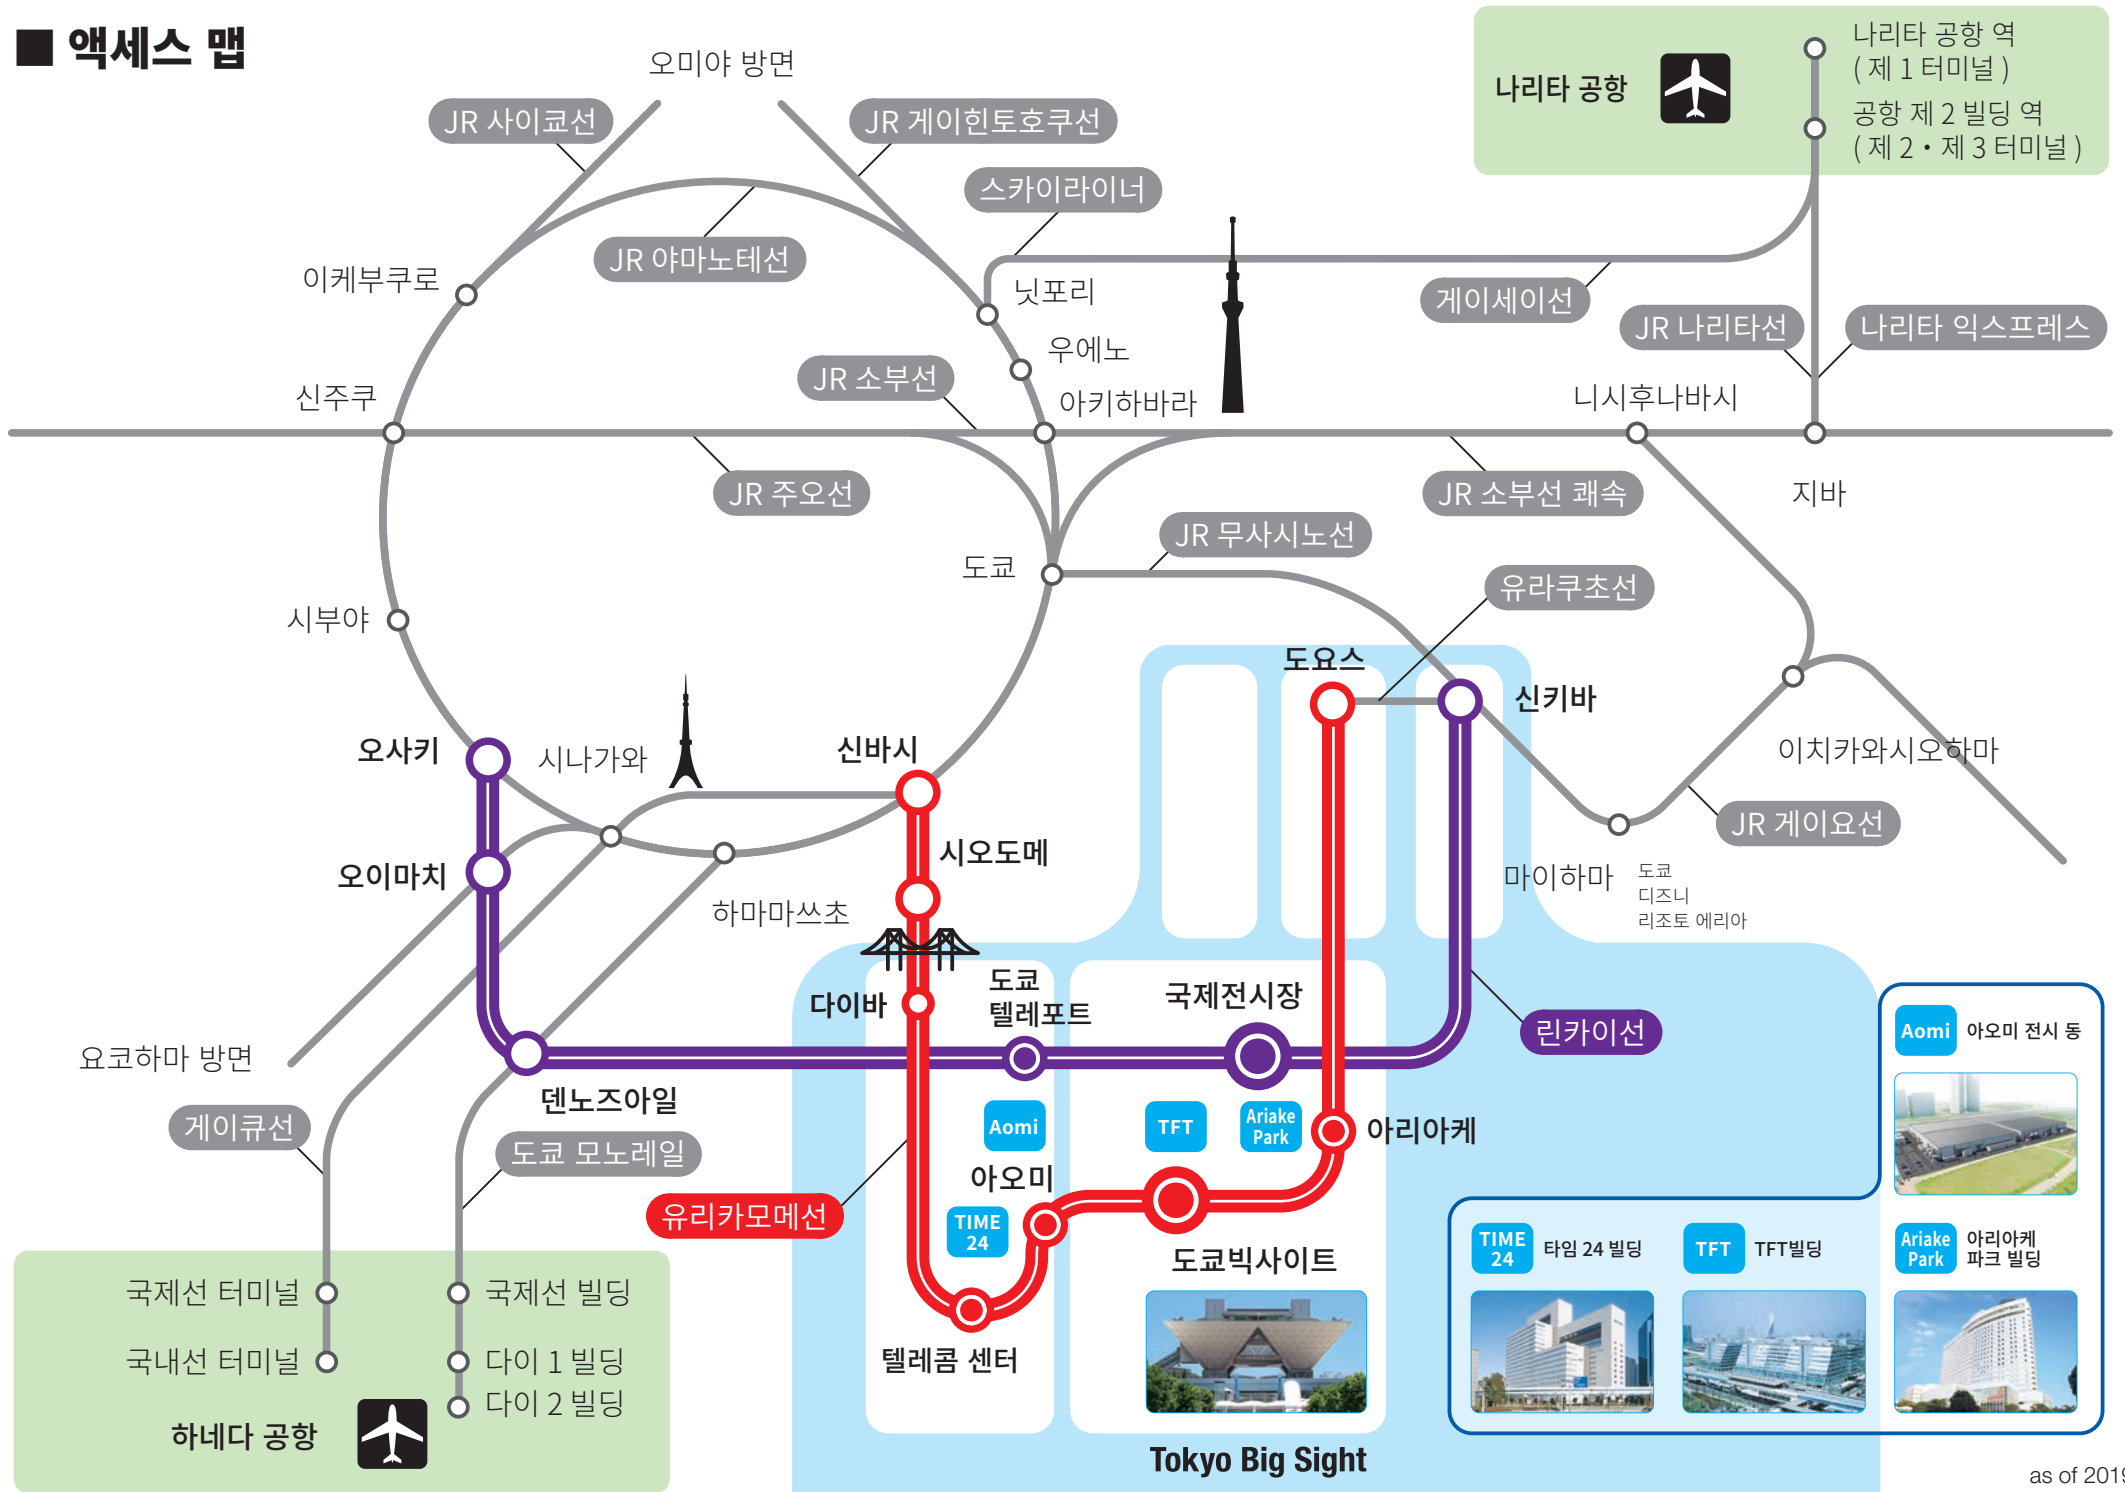 ■ 액세스 맵
오미야 방면
JR 사이쿄선
JR 게이힌토호쿠선
스카이라이너
JR 야마노테선
나리타 공항
나리타 공항 역
( 제 1 터미널 )
공항 제 2 빌딩 역
( 제 2・제 3 터미널 )
이케부쿠로
닛포리
게이세이선
JR 나리타선
나리타 익스프레스
우에노
JR 소부선
신주쿠
아키하바라
니시후나바시
JR 주오선
JR 소부선 쾌속
지바
JR 무사시노선
도쿄
유라쿠초선
시부야
도요스
신키바
오사키
시나가와
신바시
이치카와시오하마
JR 게이요선
시오도메
오이마치
마이하마
도쿄
디즈니
리조토 에리아
하마마쓰초
다이바
도쿄
텔레포트
국제전시장
린카이선
요코하마 방면
덴노즈아일
게이큐선
도쿄 모노레일
Aomi
TFT
Ariake
Park
아리아케
아오미
유리카모메선
TIME
24
도쿄빅사이트
텔레콤 센터
Tokyo Big Sight
국제선 터미널
국제선 빌딩
국내선 터미널
다이 1 빌딩
다이 2 빌딩
하네다 공항
Aomi
아오미 전시 동
TIME
24
타임 24 빌딩
TFT
TFT빌딩
Ariake
Park
아리아케
파크 빌딩
as of 2019